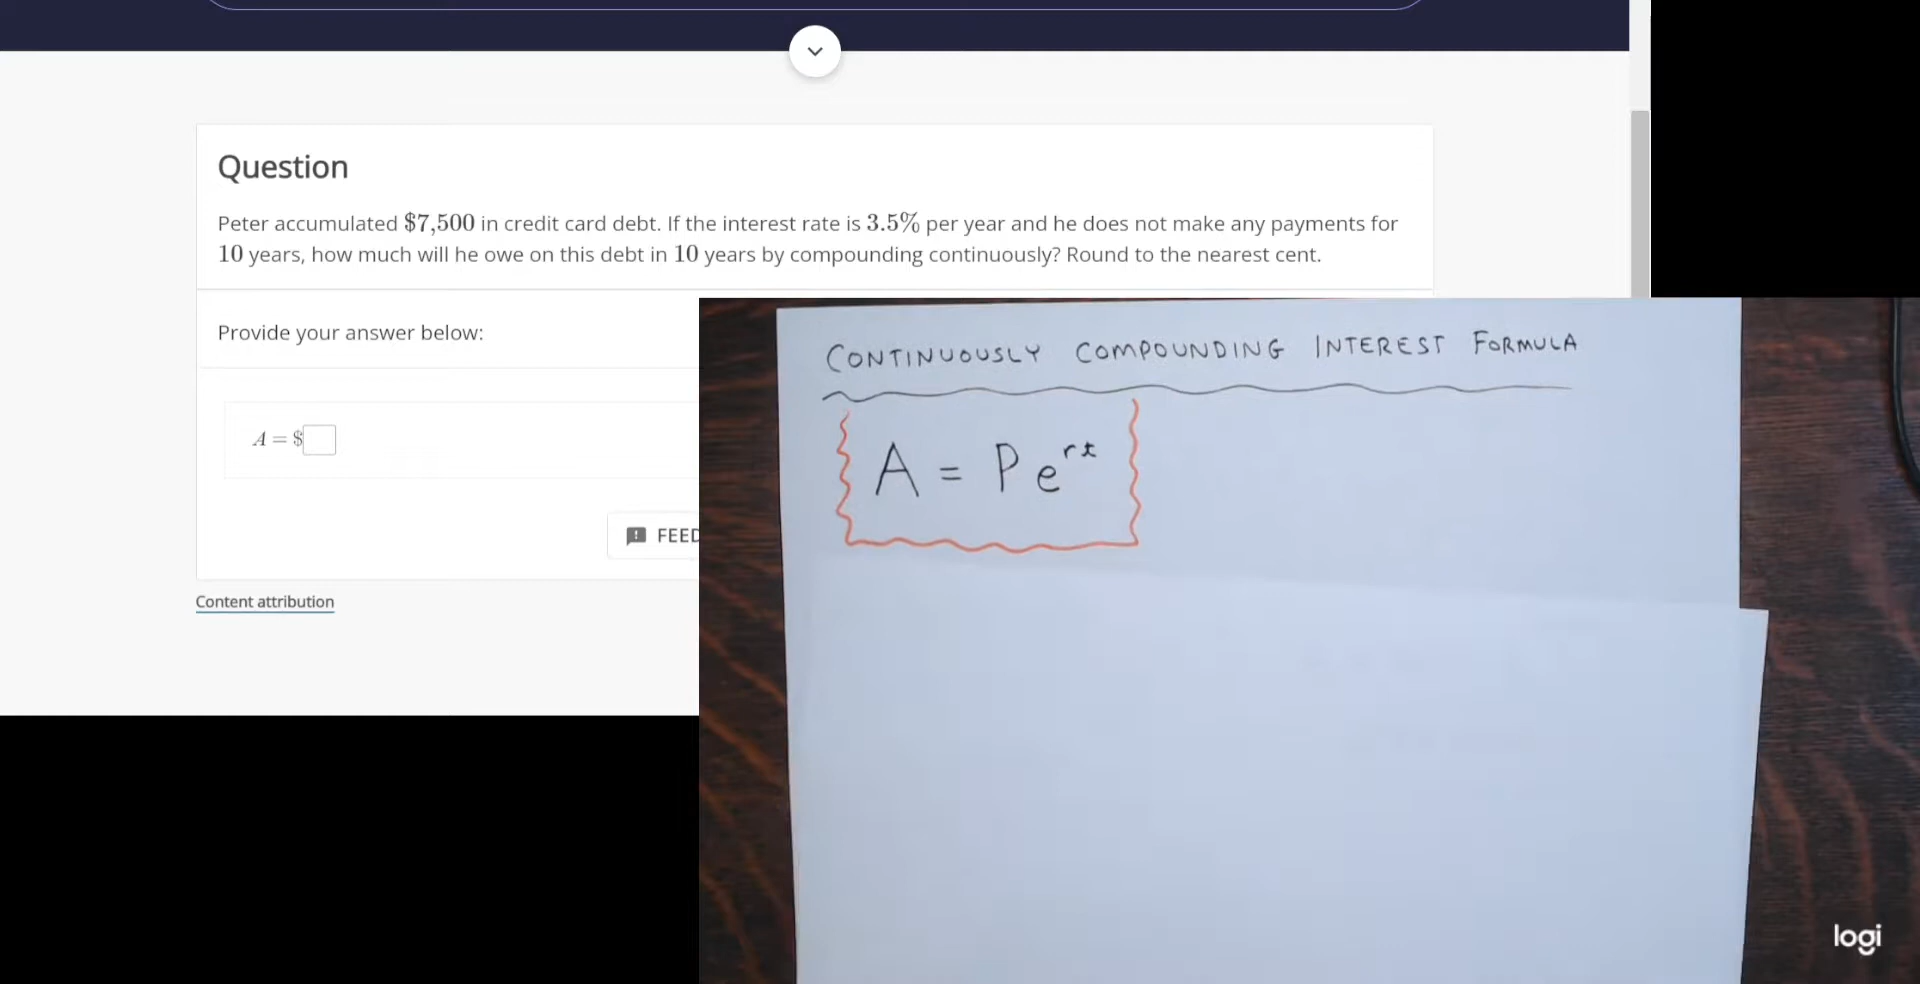 Question
Peter accumulated $7,500 in credit card debt. If the interest rate is 3.5% per year and he does not make any payments for
10 years, how much will he owe on this debt in 10 years by compounding continuously? Round to the nearest cent.
Provide your answer below:
A = $
FEED
Content attribution
CONTINUOUSLY COMPOUNDING INTEREST FORMULA
A = Pe^{rt}
logi